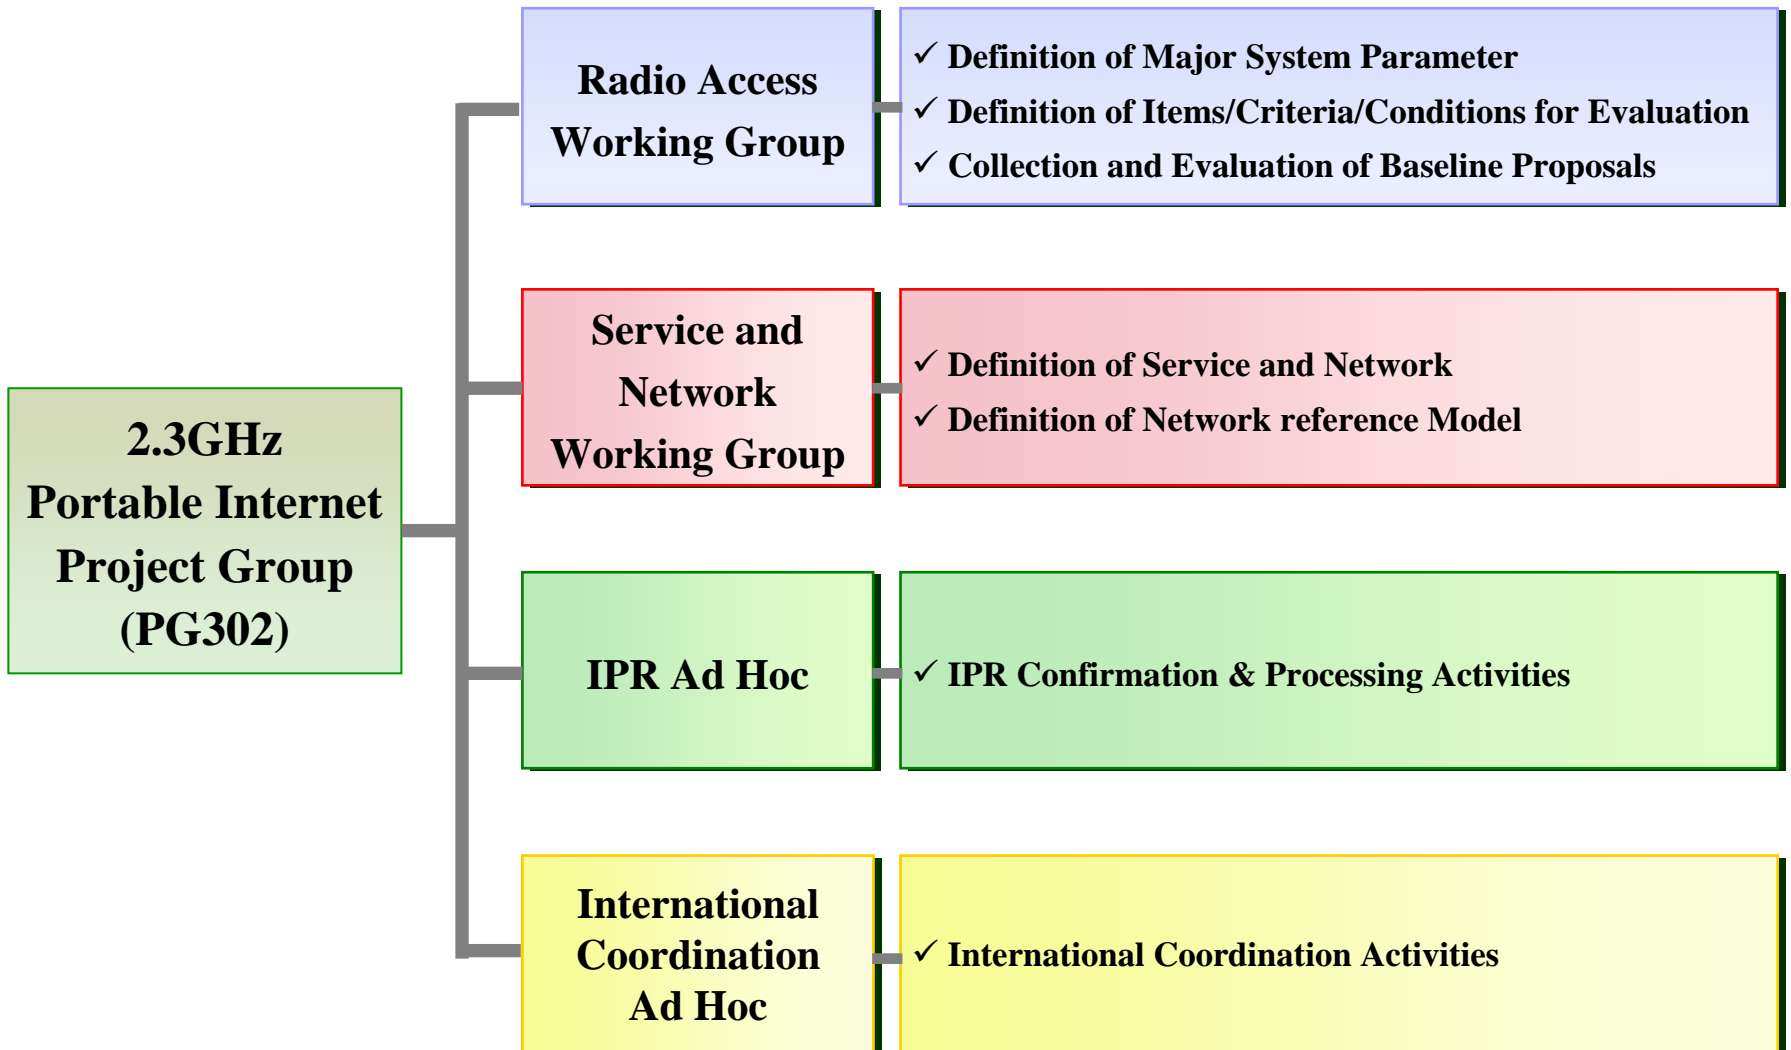 2.3GHz
Portable Internet
Project Group
(PG302)
Radio Access
Working Group
✓ Definition of Major System Parameter
✓ Definition of Items/Criteria/Conditions for Evaluation
✓ Collection and Evaluation of Baseline Proposals
Service and
Network
Working Group
✓ Definition of Service and Network
✓ Definition of Network reference Model
IPR Ad Hoc
✓ IPR Confirmation & Processing Activities
International
Coordination
Ad Hoc
✓ International Coordination Activities